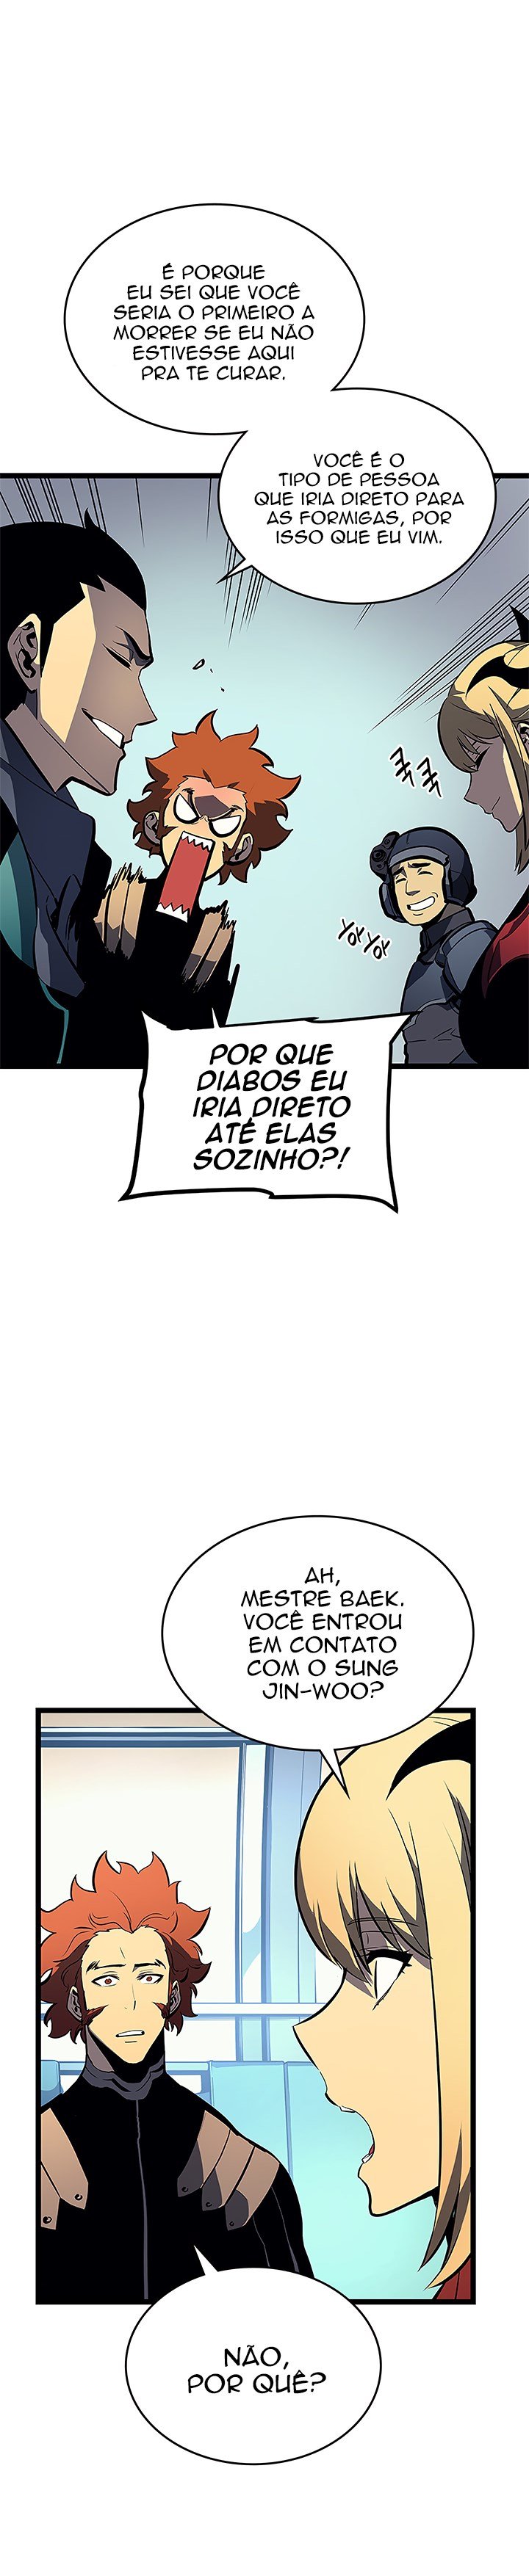 É PORQUE
EU SEI QUE VOCÊ
SERIA O PRIMEIRO A
MORRER SE EU NÃO
ESTIVESSE AQUI
PRA TE CURAR.
VOCÊ É O
TIPO DE PESSOA
QUE IRIA DIRETO PARA
AS FORMIGAS, POR
ISSO QUE EU VIM.
큭큭
POR QUE
DIABOS EU
IRIA DIRETO
ATÉ ELAS
SOZINHO?!
AH,
MESTRE BAEK.
VOCÊ ENTROU
EM CONTATO
COM O SUNG
JIN-WOO?
NÃO,
POR QUÊ?